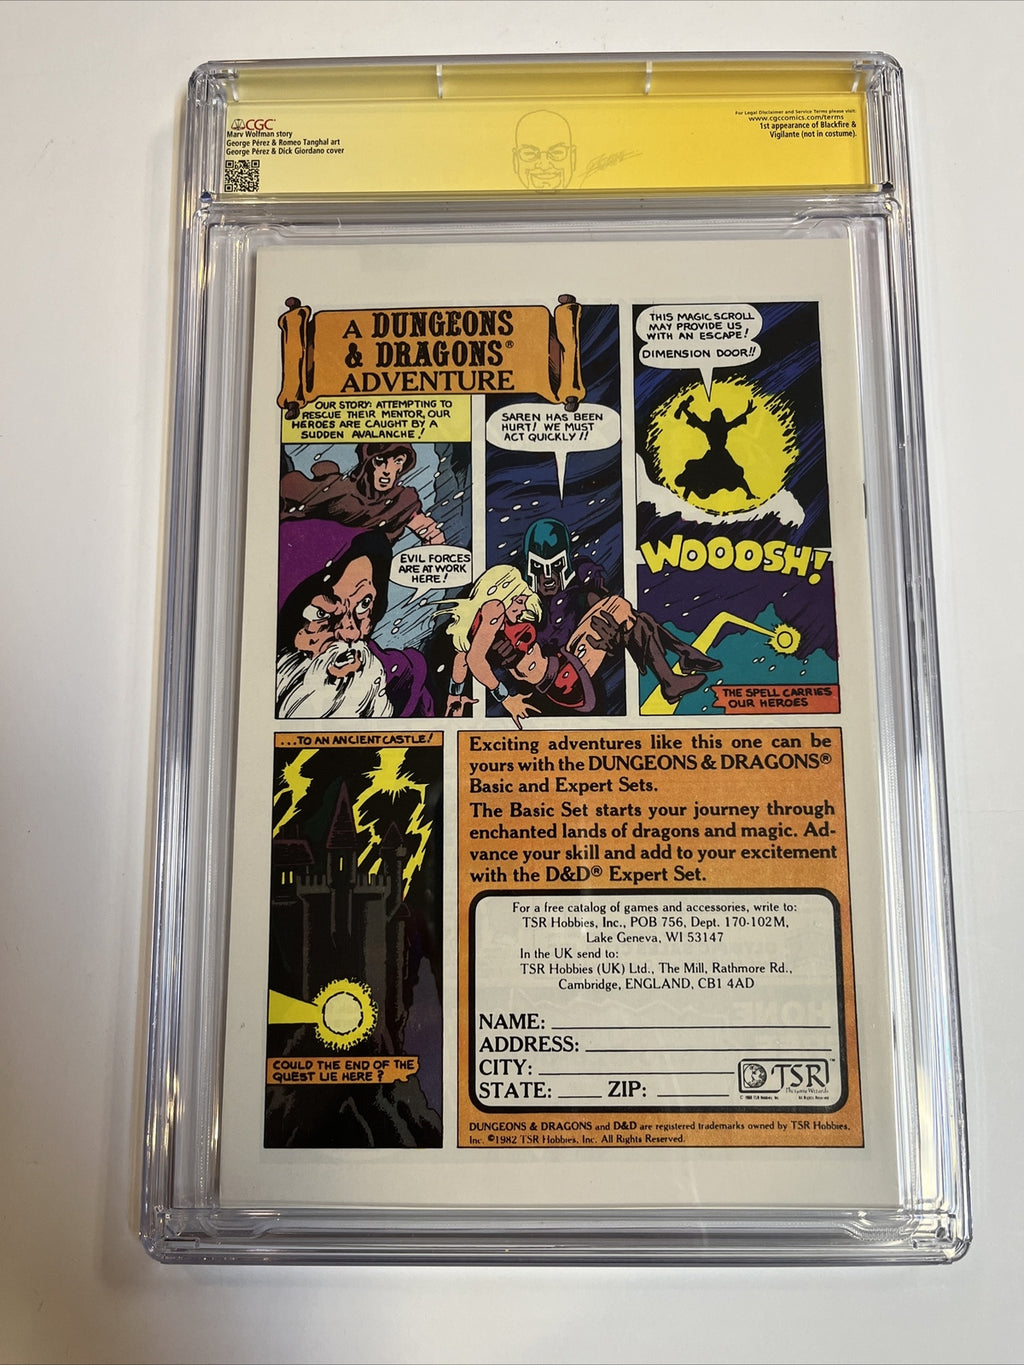 CGC
Marv Wolfman story
George Pérez & Romeo Tanghal art
George Pérez & Dick Giordano cover
For Legal Disclaimer and Service Terms please visit:
www.cgccomics.com/terms
1st appearance of Blackfire &
Vigilante (not in costume).
A DUNGEONS
& DRAGONS®
ADVENTURE
OUR STORY: ATTEMPTING TO
RESCUE THEIR MENTOR, OUR
HEROES ARE CAUGHT BY A
SUDDEN AVALANCHE!
EVIL FORCES
ARE AT WORK
HERE!
SAREN HAS BEEN
HURT! WE MUST
ACT QUICKLY!!
THIS MAGIC SCROLL
MAY PROVIDE US
WITH AN ESCAPE!
DIMENSION DOOR!!
WOOOSH!
THE SPELL CARRIES
OUR HEROES
...TO AN ANCIENT CASTLE!
COULD THE END OF THE
QUEST LIE HERE?
Exciting adventures like this one can be
yours with the DUNGEONS & DRAGONS®
Basic and Expert Sets.
The Basic Set starts your journey through
enchanted lands of dragons and magic. Ad-
vance your skill and add to your excitement
with the D&D® Expert Set.
For a free catalog of games and accessories, write to:
TSR Hobbies, Inc., POB 756, Dept. 170-102M,
Lake Geneva, WI 53147
In the UK send to:
TSR Hobbies (UK) Ltd., The Mill, Rathmore Rd.,
Cambridge, ENGLAND, CB1 4AD
NAME:
ADDRESS:
CITY:
STATE: ZIP:
TSR™
DUNGEONS & DRAGONS and D&D are registered trademarks owned by TSR Hobbies,
Inc. ©1982 TSR Hobbies, Inc. All Rights Reserved.